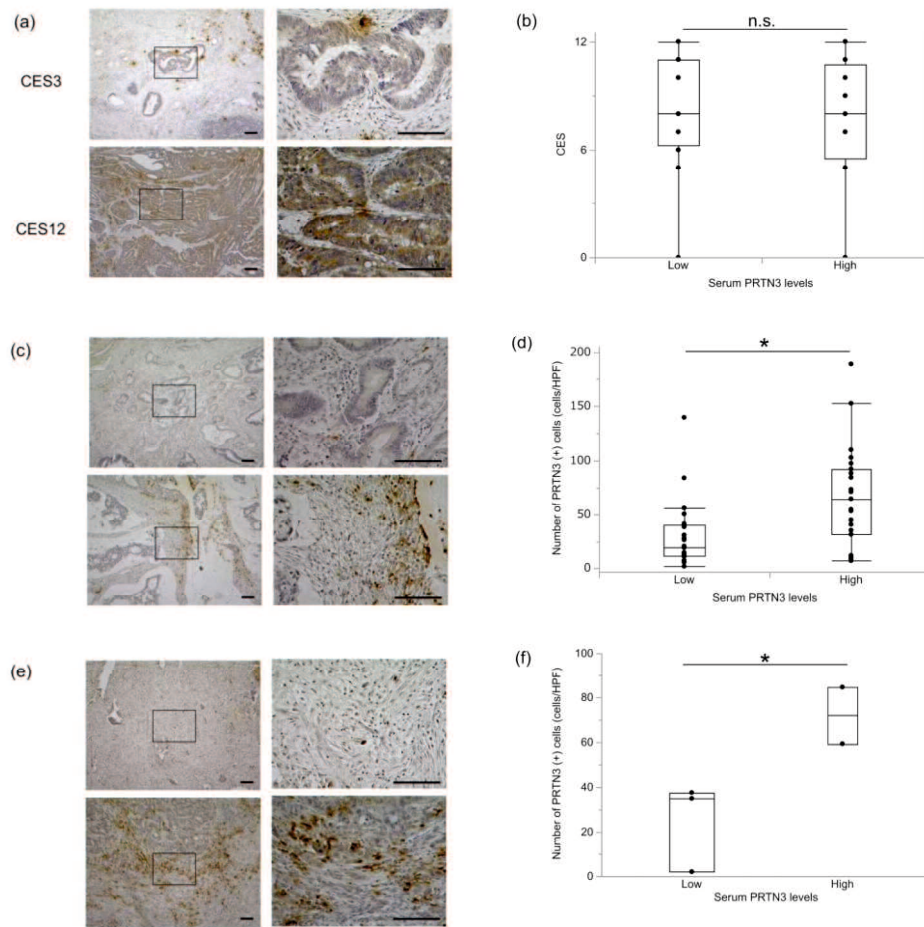 (a)
CES3
CES12
(b)
n.s.
12
6
0
CES
Low
High
Serum PRTN3 levels
(c)
(d)
*
200
150
100
50
0
Number of PRTN3 (+) cells (cells/HPF)
Low
High
Serum PRTN3 levels
(e)
(f)
*
100
80
60
40
20
0
Number of PRTN3 (+) cells (cells/HPF)
Low
High
Serum PRTN3 levels